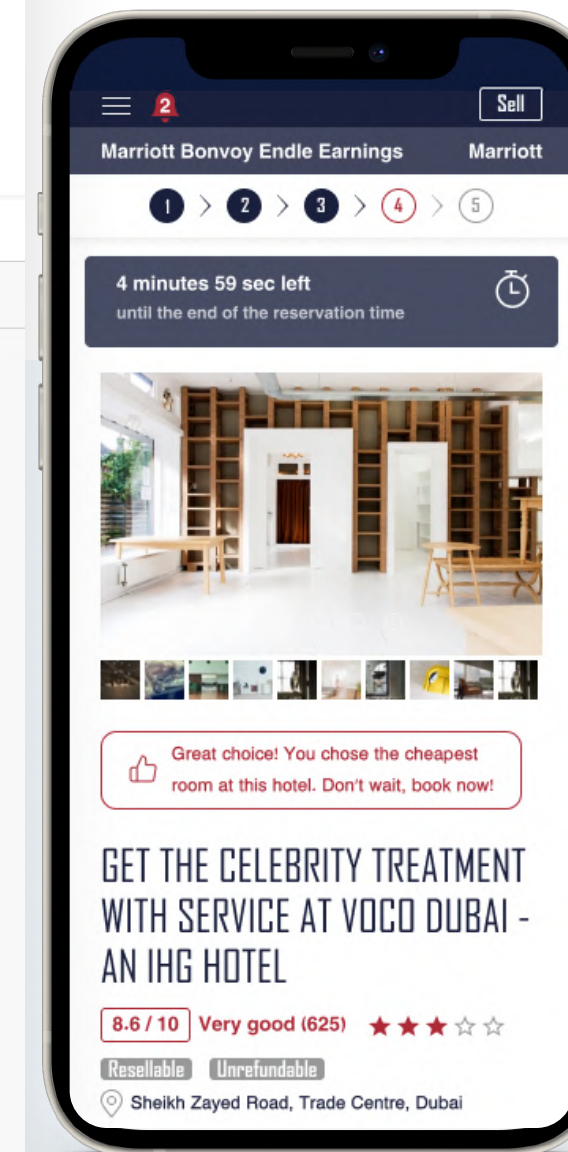 2
Sell
Marriott Bonvoy Endle Earnings Marriott
1 2 3 4 5
4 minutes 59 sec left
until the end of the reservation time
Great choice! You chose the cheapest
room at this hotel. Don't wait, book now!
GET THE CELEBRITY TREATMENT
WITH SERVICE AT VOCO DUBAI -
AN IHG HOTEL
8.6 / 10 Very good (625)
Resellable Unrefundable
Sheikh Zayed Road, Trade Centre, Dubai